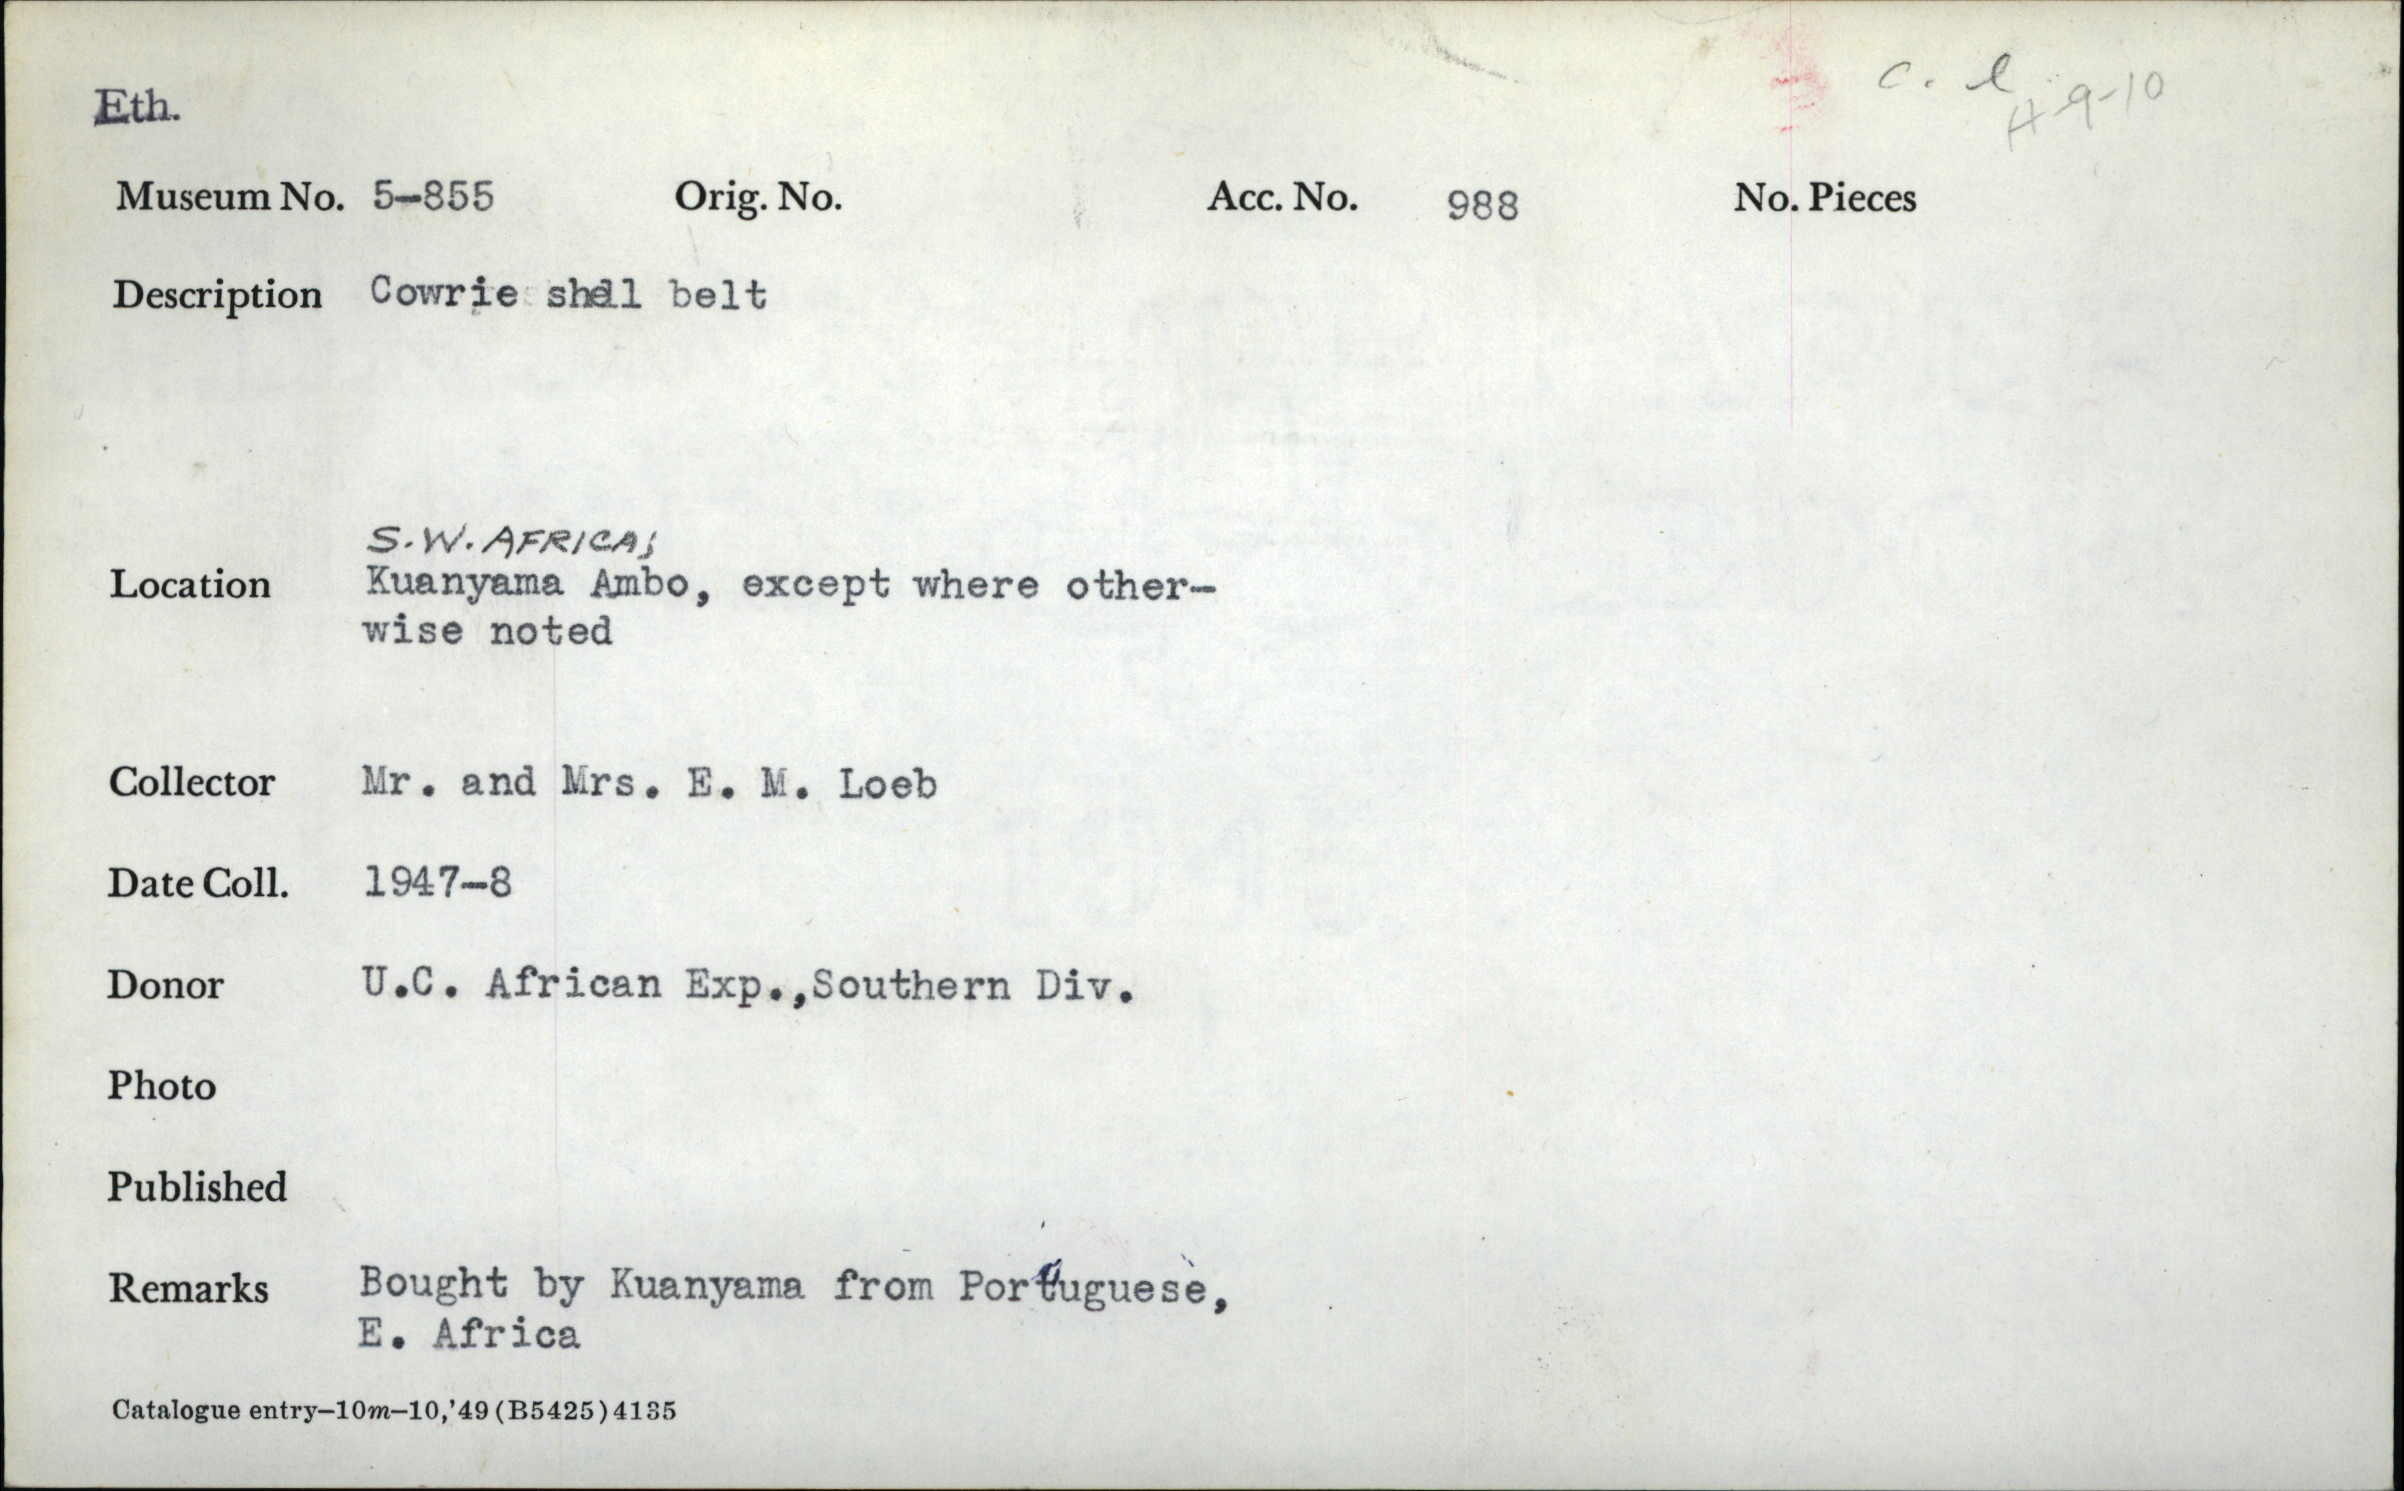 Eth.
c. l
H 9-10
Museum No. 5-855 Orig. No. Acc. No. 988 No. Pieces
Description Cowrie shell belt
S.W. AFRICA;
Location Kuanyama Ambo, except where other-
wise noted
Collector Mr. and Mrs. E. M. Loeb
Date Coll. 1947-8
Donor U.C. African Exp.,Southern Div.
Photo
Published
Remarks Bought by Kuanyama from Portuguese,
E. Africa
Catalogue entry—10m—10,'49 (B5425) 4135